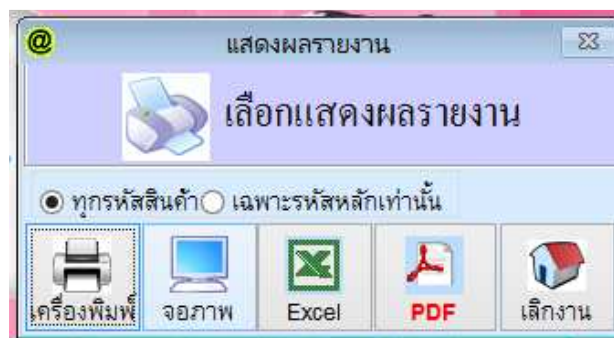 @ แสดงผลรายงาน
เลือกแสดงผลรายงาน
ทุกรหัสสินค้า เฉพาะรหัสหลักเท่านั้น
เครื่องพิมพ์ จอภาพ Excel PDF เลิกงาน